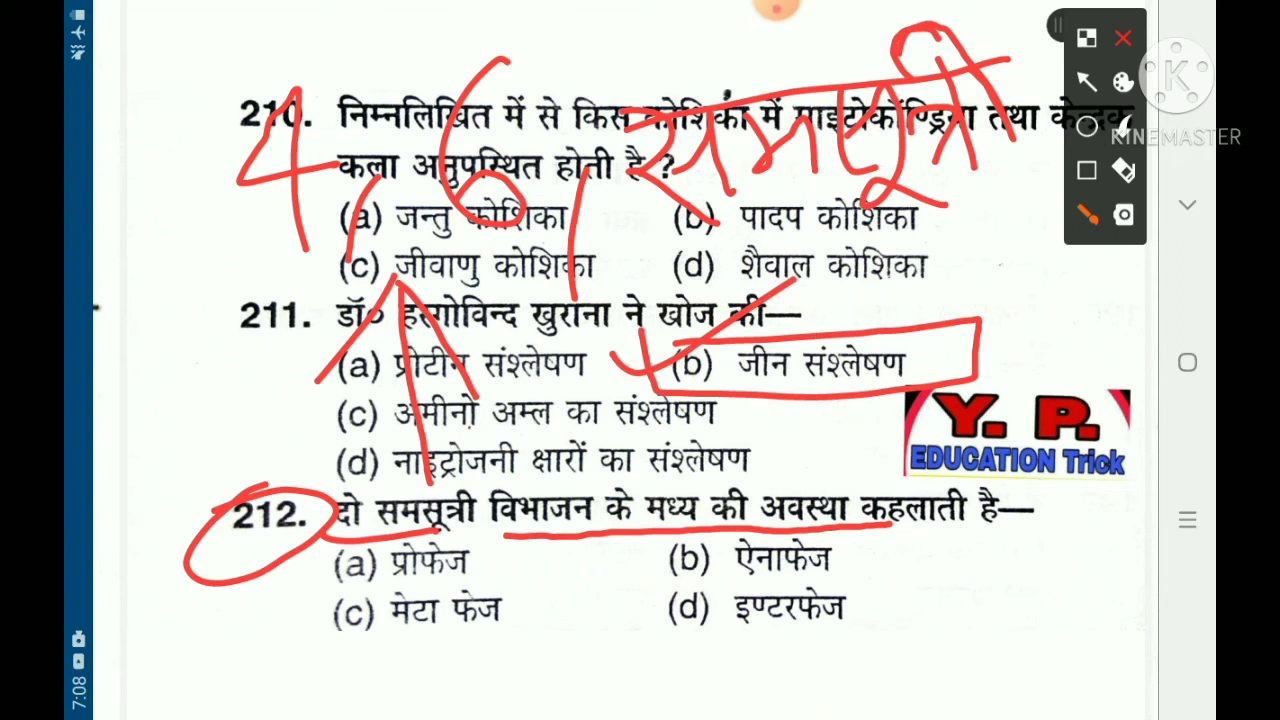 210. निम्नलिखित में से किस कोशिका में माइटोकॉण्ड्रिया तथा केन्द्रक
कला अनुपस्थित होती है ?
(a) जन्तु कोशिका (b) पादप कोशिका
(c) जीवाणु कोशिका (d) शैवाल कोशिका
211. डॉ० हरगोविन्द खुराना ने खोज की—
(a) प्रोटीन संश्लेषण (b) जीन संश्लेषण
(c) अमीनो अम्ल का संश्लेषण
(d) नाइट्रोजनी क्षारों का संश्लेषण
212. दो समसूत्री विभाजन के मध्य की अवस्था कहलाती है—
(a) प्रोफेज (b) ऐनाफेज
(c) मेटा फेज (d) इण्टरफेज
Y. P.
EDUCATION Trick
K
KINEMASTER
7:08